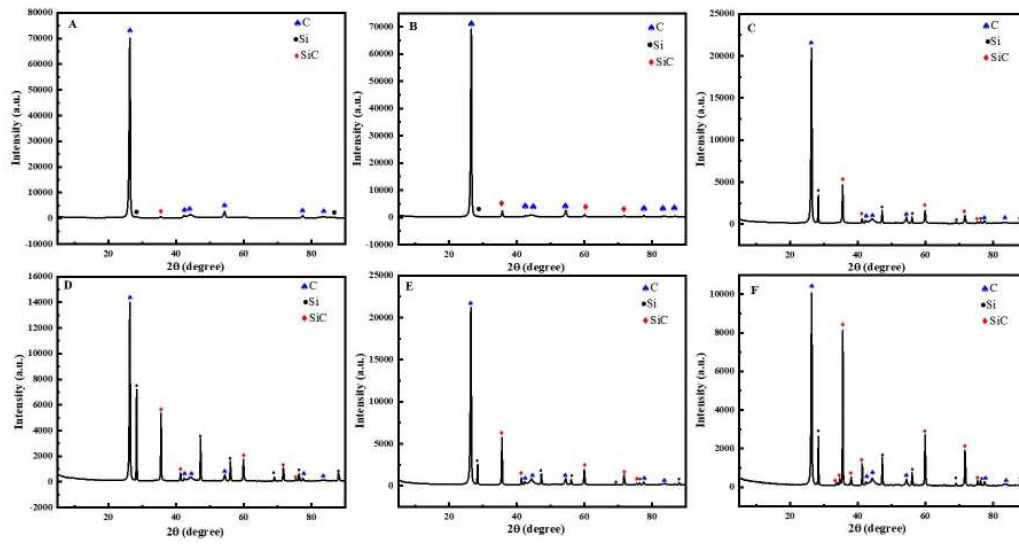 A
C
Si
SiC
80000
70000
60000
50000
40000
30000
20000
10000
0
-10000
20
40
60
80
Intensity (a.u.)
2Θ (degree)
B
C
Si
SiC
70000
60000
50000
40000
30000
20000
10000
0
-10000
20
40
60
80
Intensity (a.u.)
2Θ (degree)
C
C
Si
SiC
25000
20000
15000
10000
5000
0
20
40
60
80
Intensity (a.u.)
2Θ (degree)
D
C
Si
SiC
16000
14000
12000
10000
8000
6000
4000
2000
0
-2000
20
40
60
80
Intensity (a.u.)
2Θ (degree)
E
C
Si
SiC
25000
20000
15000
10000
5000
0
20
40
60
80
Intensity (a.u.)
2Θ (degree)
F
C
Si
SiC
10000
8000
6000
4000
2000
0
20
40
60
80
Intensity (a.u.)
2Θ (degree)